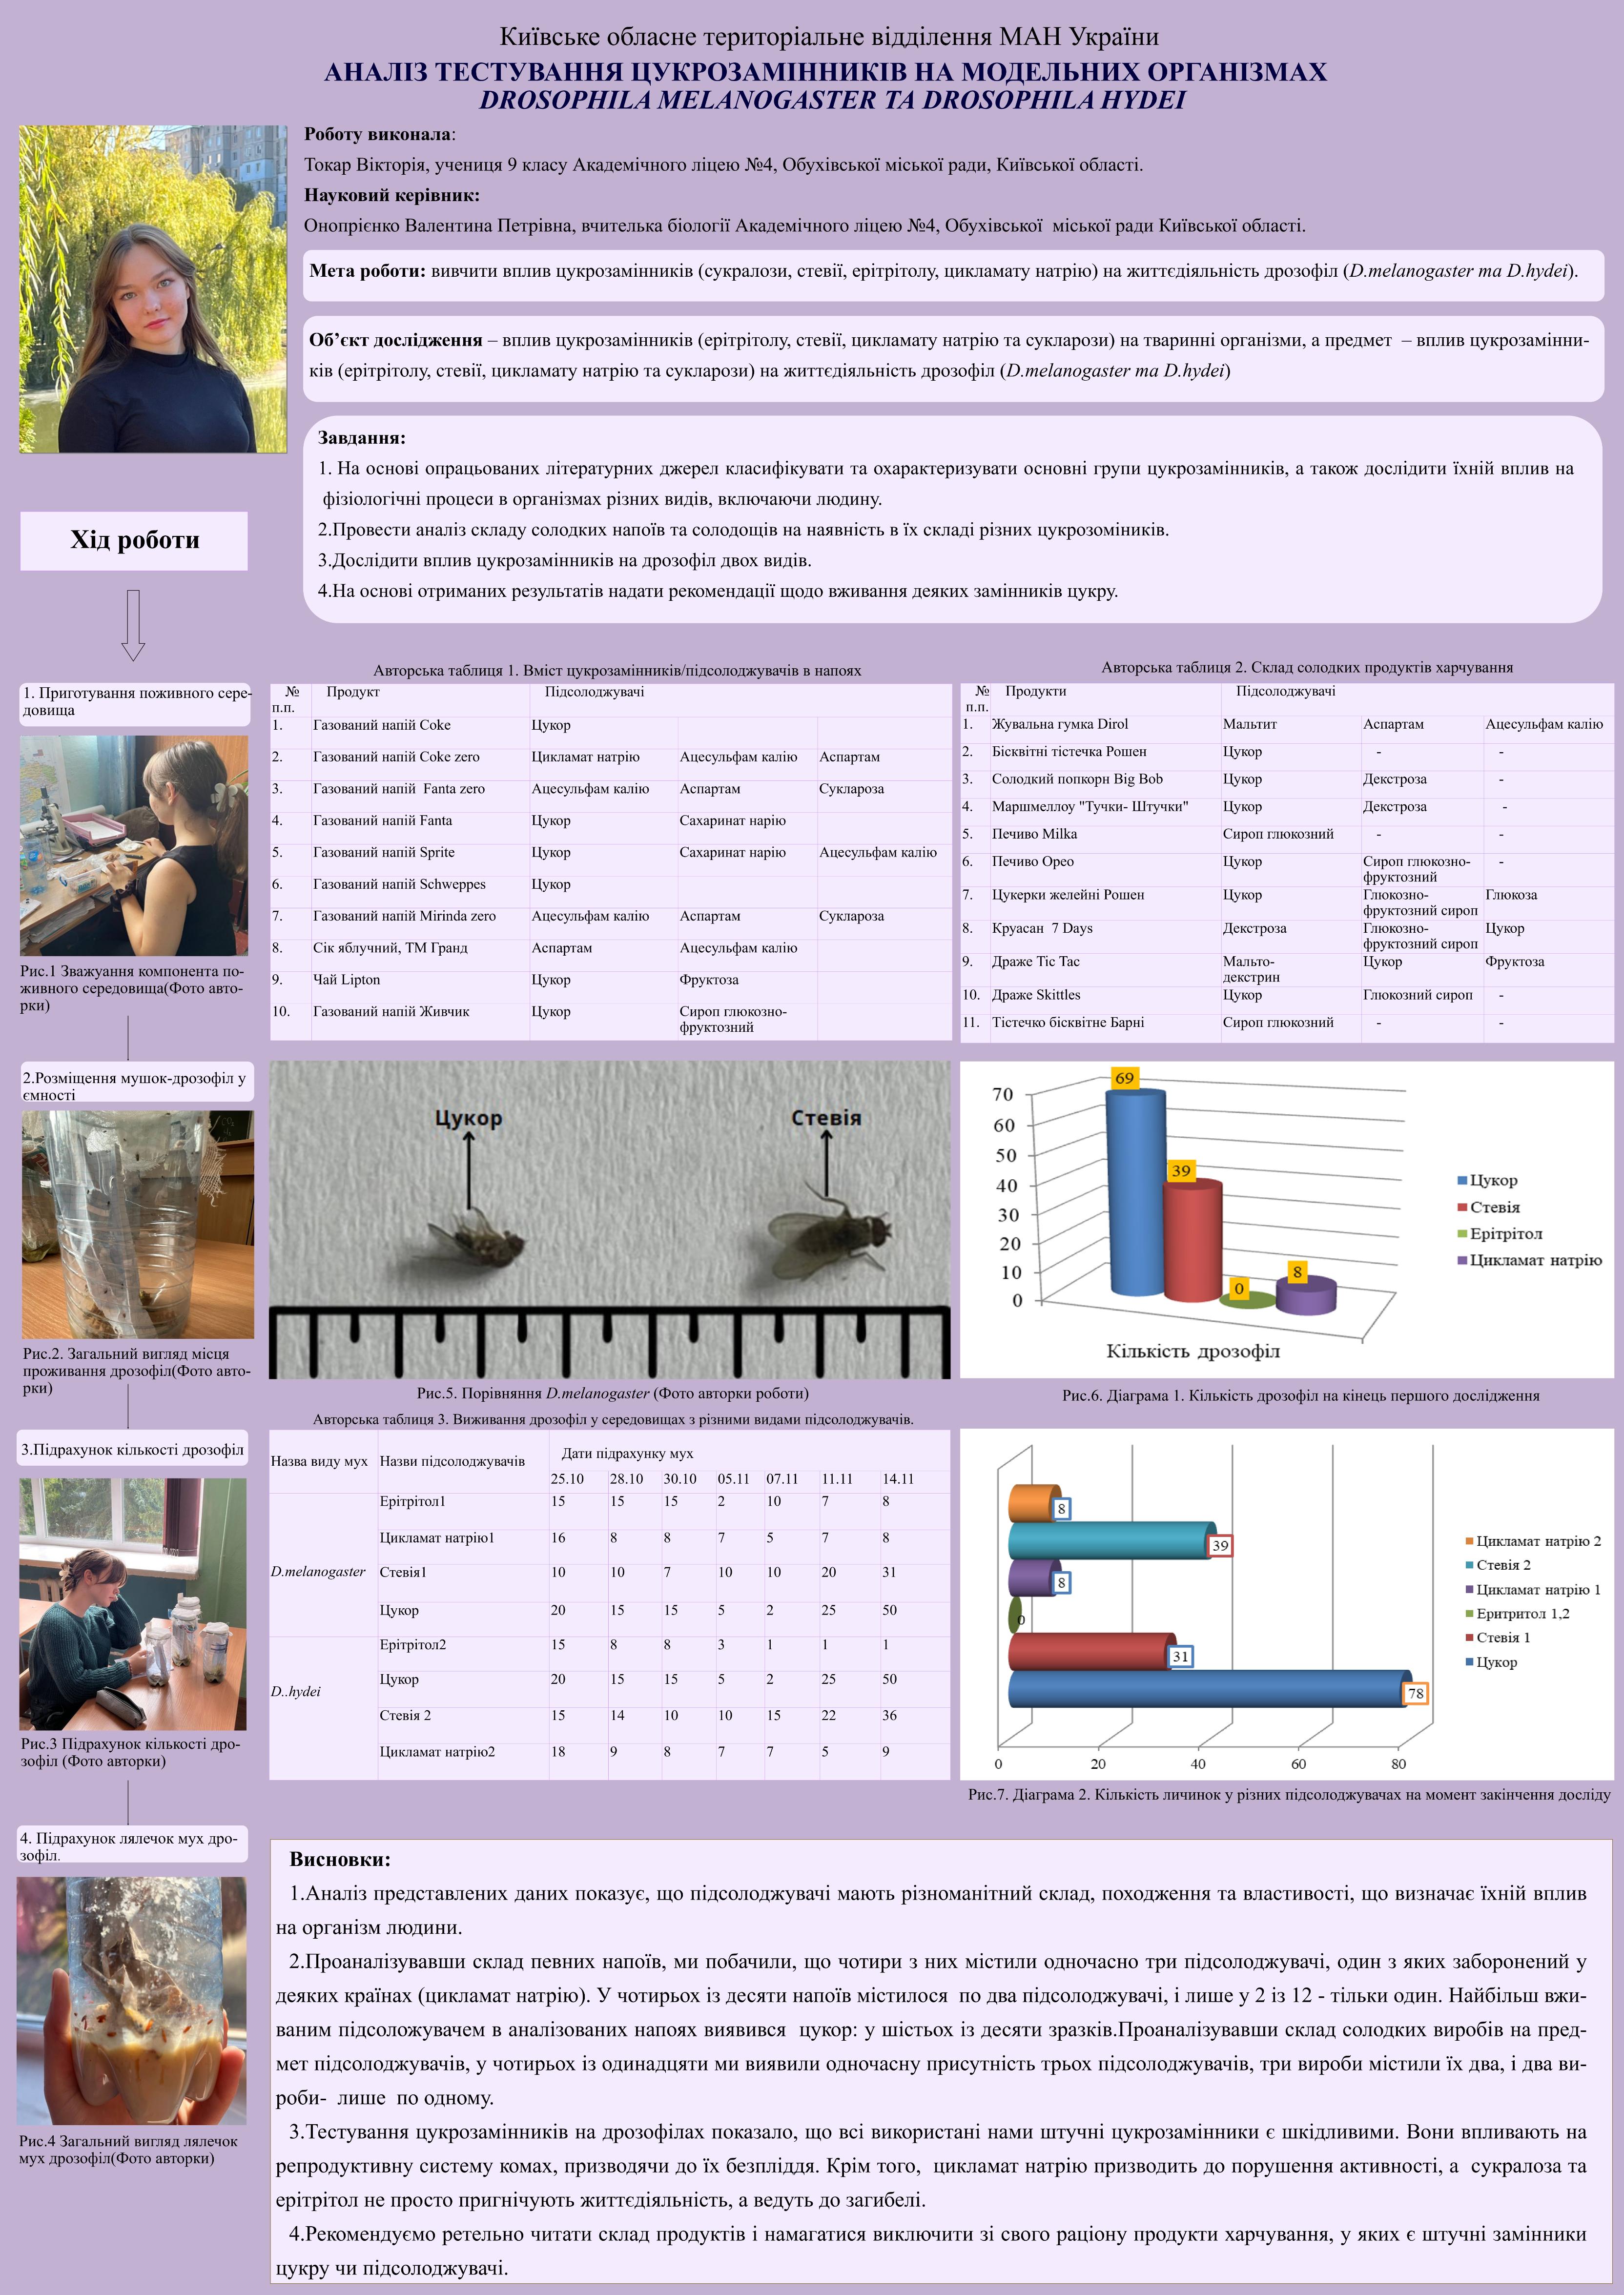 Київське обласне територіальне відділення МАН України
АНАЛІЗ ТЕСТУВАННЯ ЦУКРОЗАМІННИКІВ НА МОДЕЛЬНИХ ОРГАНІЗМАХ
DROSOPHILA MELANOGASTER ТА DROSOPHILA HYDEI
Роботу виконала:
Токар Вікторія, учениця 9 класу Академічного ліцею №4, Обухівської міської ради, Київської області.
Науковий керівник:
Онопрієнко Валентина Петрівна, вчителька біології Академічного ліцею №4, Обухівської міської ради Київської області.
Мета роботи: вивчити вплив цукрозамінників (сукралози, стевії, ерітрітолу, цикламату натрію) на життєдіяльність дрозофіл (D.melanogaster та D.hydei).
Об’єкт дослідження – вплив цукрозамінників (ерітрітолу, стевії, цикламату натрію та сукларози) на тваринні організми, а предмет – вплив цукрозамінни-
ків (ерітрітолу, стевії, цикламату натрію та сукларози) на життєдіяльність дрозофіл (D.melanogaster та D.hydei)
Завдання:
1. На основі опрацьованих літературних джерел класифікувати та охарактеризувати основні групи цукрозамінників, а також дослідити їхній вплив на
фізіологічні процеси в організмах різних видів, включаючи людину.
2.Провести аналіз складу солодких напоїв та солодощів на наявність в їх складі різних цукрозоміників.
3.Дослідити вплив цукрозамінників на дрозофіл двох видів.
4.На основі отриманих результатів надати рекомендації щодо вживання деяких замінників цукру.
Хід роботи
1. Приготування поживного сере-
довища
Рис.1 Зважуання компонента по-
живного середовища(Фото авто-
рки)
2.Розміщення мушок-дрозофіл у
ємності
Рис.2. Загальний вигляд місця
проживання дрозофіл(Фото авто-
рки)
3.Підрахунок кількості дрозофіл
Рис.3 Підрахунок кількості дро-
зофіл (Фото авторки)
4. Підрахунок лялечок мух дро-
зофіл.
Рис.4 Загальний вигляд лялечок
мух дрозофіл(Фото авторки)
Авторська таблиця 1. Вміст цукрозамінників/підсолоджувачів в напоях
№ Продукт Підсолоджувачі
п.п.
1. Газований напій Coke Цукор
2. Газований напій Coke zero Цикламат натрію Ацесульфам калію Аспартам
3. Газований напій Fanta zero Ацесульфам калію Аспартам Суклароза
4. Газований напій Fanta Цукор Сахаринат нарію
5. Газований напій Sprite Цукор Сахаринат нарію Ацесульфам калію
6. Газований напій Schweppes Цукор
7. Газований напій Mirinda zero Ацесульфам калію Аспартам Суклароза
8. Сік яблучний, ТМ Гранд Аспартам Ацесульфам калію
9. Чай Lipton Цукор Фруктоза
10. Газований напій Живчик Цукор Сироп глюкозно-
фруктозний
Авторська таблиця 2. Склад солодких продуктів харчування
№ Продукти Підсолоджувачі
п.п.
1. Жувальна гумка Dirol Мальтит Аспартам Ацесульфам калію
2. Бісквітні тістечка Рошен Цукор - -
3. Солодкий попкорн Big Bob Цукор Декстроза -
4. Маршмеллоу "Тучки- Штучки" Цукор Декстроза -
5. Печиво Milka Сироп глюкозний - -
6. Печиво Орео Цукор Сироп глюкозно- -
фруктозний
7. Цукерки желейні Рошен Цукор Глюкозно- Глюкоза
фруктозний сироп
8. Круасан 7 Days Декстроза Глюкозно- Цукор
фруктозний сироп
9. Драже Tic Tac Мальто- Цукор Фруктоза
декстрин
10. Драже Skittles Цукор Глюкозний сироп -
11. Тістечко бісквітне Барні Сироп глюкозний - -
Цукор Стевія
Рис.5. Порівняння D.melanogaster (Фото авторки роботи)
70
60
50
40
30
20
10
0
69
39
0
8
Кількість дрозофіл
Цукор
Стевія
Ерітрітол
Цикламат натрію
Рис.6. Діаграма 1. Кількість дрозофіл на кінець першого дослідження
Авторська таблиця 3. Виживання дрозофіл у середовищах з різними видами підсолоджувачів.
Назва виду мух Назви підсолоджувачів Дати підрахунку мух
25.10 28.10 30.10 05.11 07.11 11.11 14.11
D.melanogaster
Ерітрітол1 15 15 15 2 10 7 8
Цикламат натрію1 16 8 8 7 5 7 8
Стевія1 10 10 7 10 10 20 31
Цукор 20 15 15 5 2 25 50
D..hydei
Ерітрітол2 15 8 8 3 1 1 1
Цукор 20 15 15 5 2 25 50
Стевія 2 15 14 10 10 15 22 36
Цикламат натрію2 18 9 8 7 7 5 9
8
39
8
0
31
78
0 20 40 60 80
Цикламат натрію 2
Стевія 2
Цикламат натрію 1
Еритритол 1,2
Стевія 1
Цукор
Рис.7. Діаграма 2. Кількість личинок у різних підсолоджувачах на момент закінчення досліду
Висновки:
1.Аналіз представлених даних показує, що підсолоджувачі мають різноманітний склад, походження та властивості, що визначає їхній вплив
на організм людини.
2.Проаналізувавши склад певних напоїв, ми побачили, що чотири з них містили одночасно три підсолоджувачі, один з яких заборонений у
деяких країнах (цикламат натрію). У чотирьох із десяти напоїв містилося по два підсолоджувачі, і лише у 2 із 12 - тільки один. Найбільш вжи-
ваним підсоложувачем в аналізованих напоях виявився цукор: у шістьох із десяти зразків.Проаналізувавши склад солодких виробів на пред-
мет підсолоджувачів, у чотирьох із одинадцяти ми виявили одночасну присутність трьох підсолоджувачів, три вироби містили їх два, і два ви-
роби- лише по одному.
3.Тестування цукрозамінників на дрозофілах показало, що всі використані нами штучні цукрозамінники є шкідливими. Вони впливають на
репродуктивну систему комах, призводячи до їх безпліддя. Крім того, цикламат натрію призводить до порушення активності, а сукралоза та
ерітрітол не просто пригнічують життєдіяльність, а ведуть до загибелі.
4.Рекомендуємо ретельно читати склад продуктів і намагатися виключити зі свого раціону продукти харчування, у яких є штучні замінники
цукру чи підсолоджувачі.